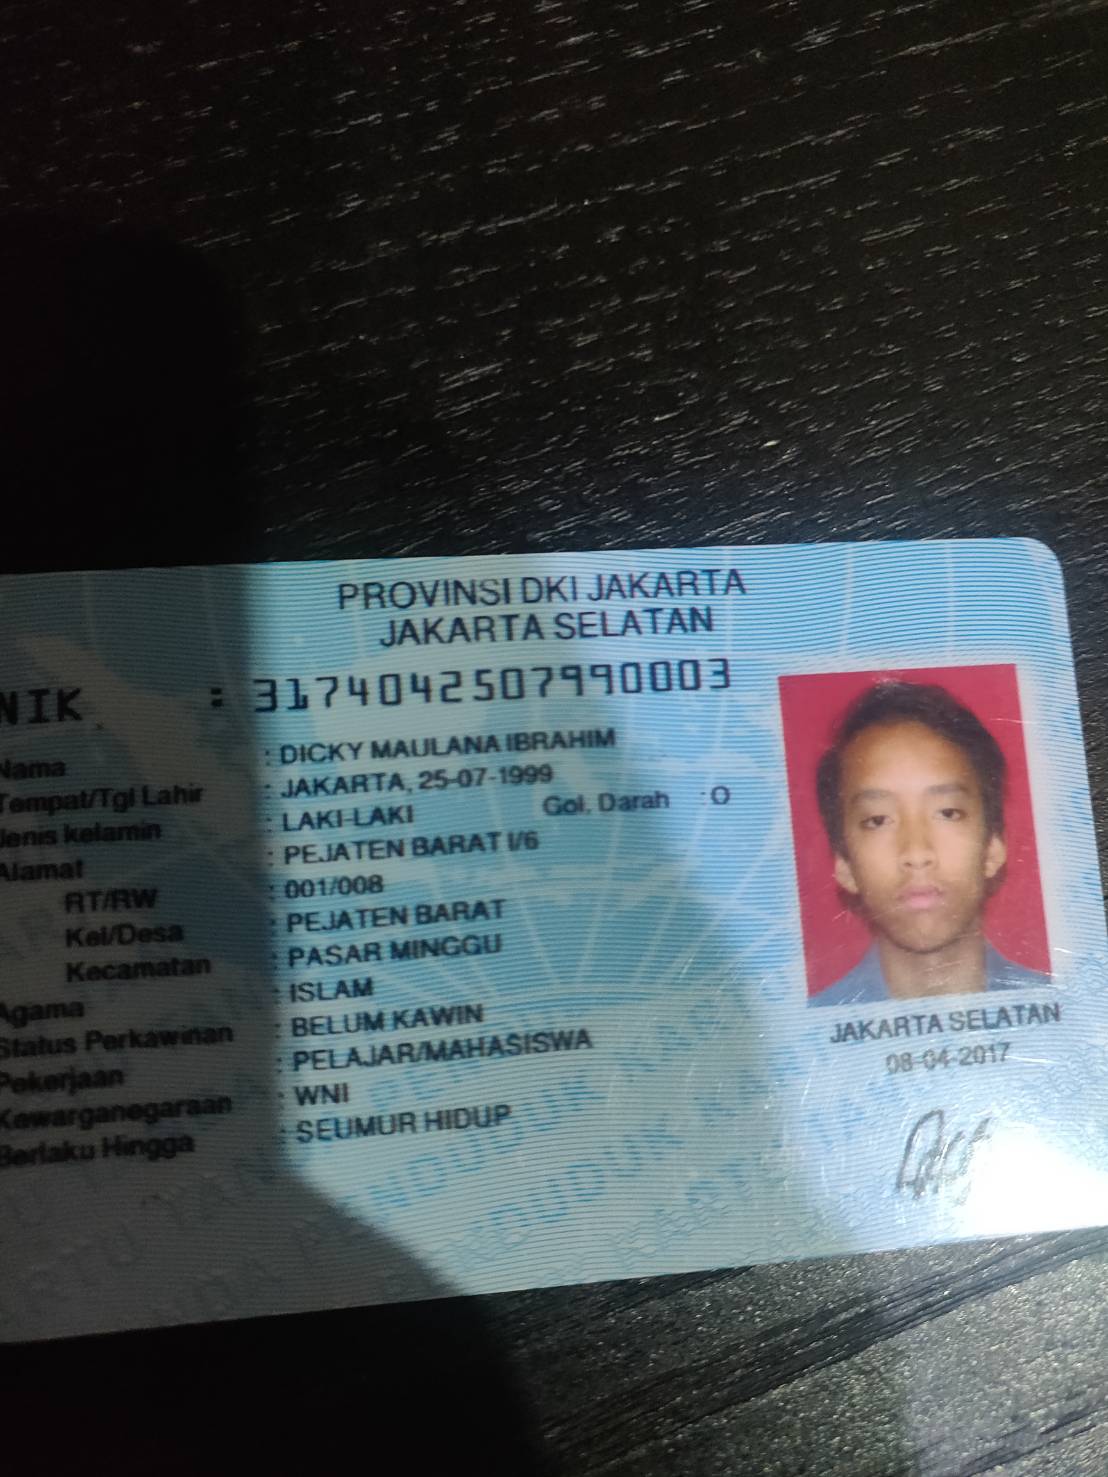 PROVINSI DKI JAKARTA
JAKARTA SELATAN
NIK : 3174042507990003
Nama : DICKY MAULANA IBRAHIM
Tempat/Tgl Lahir : JAKARTA, 25-07-1999
Jenis kelamin : LAKI-LAKI Gol. Darah : O
Alamat : PEJATEN BARAT I/6
RT/RW : 001/008
Kel/Desa : PEJATEN BARAT
Kecamatan : PASAR MINGGU
Agama : ISLAM
Status Perkawinan : BELUM KAWIN
Pekerjaan : PELAJAR/MAHASISWA
Kewarganegaraan : WNI
Berlaku Hingga : SEUMUR HIDUP
JAKARTA SELATAN
08-04-2017